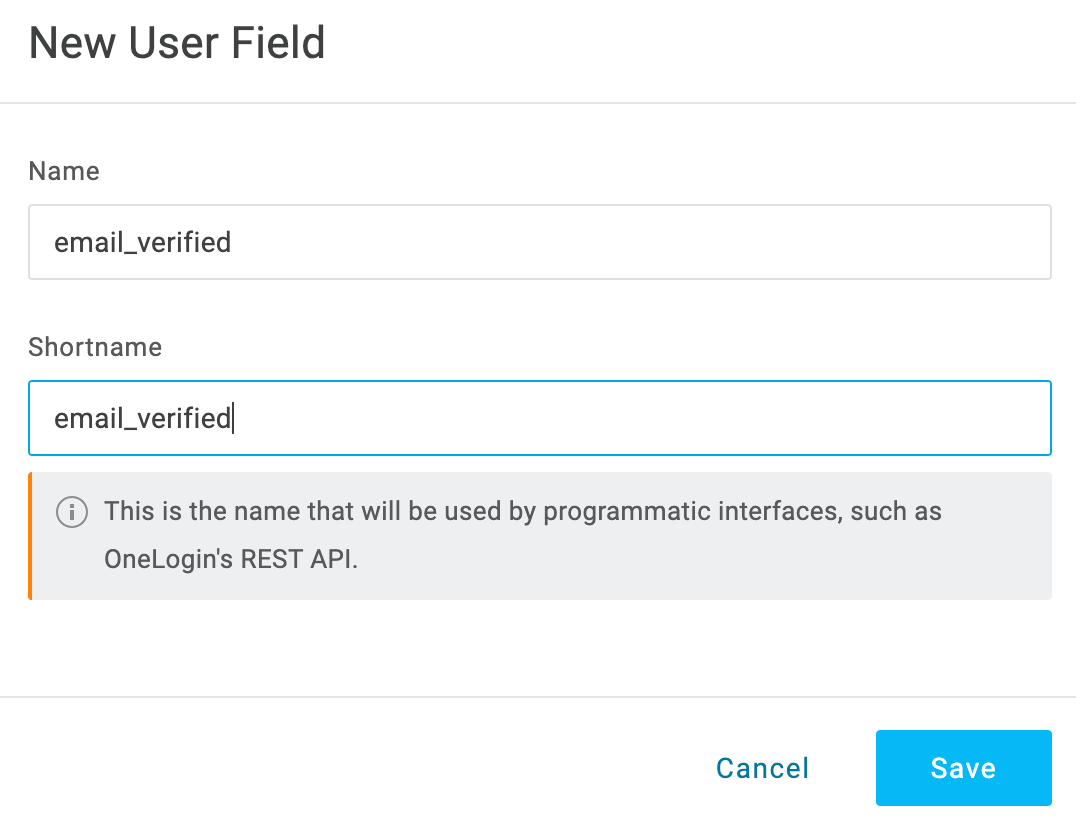 New User Field
Name
email_verified
Shortname
email_verified
This is the name that will be used by programmatic interfaces, such as
OneLogin's REST API.
Cancel
Save